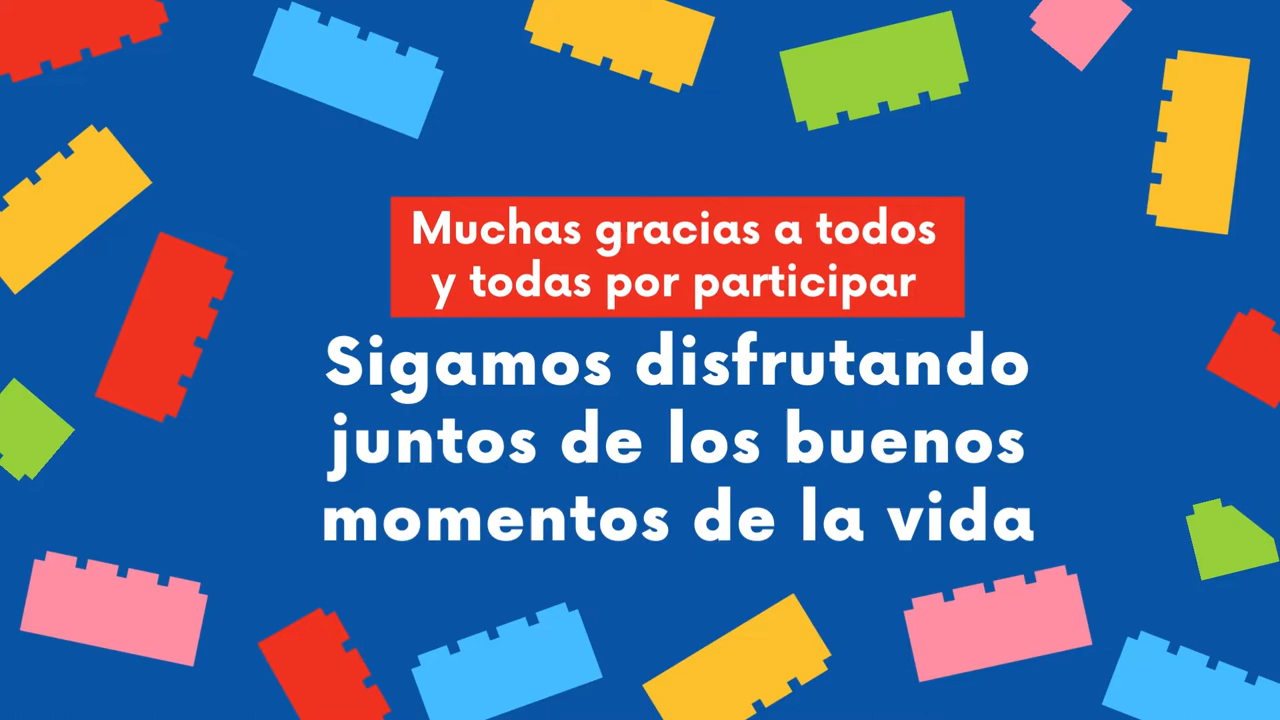 Muchas gracias a todos
y todas por participar
Sigamos disfrutando
juntos de los buenos
momentos de la vida